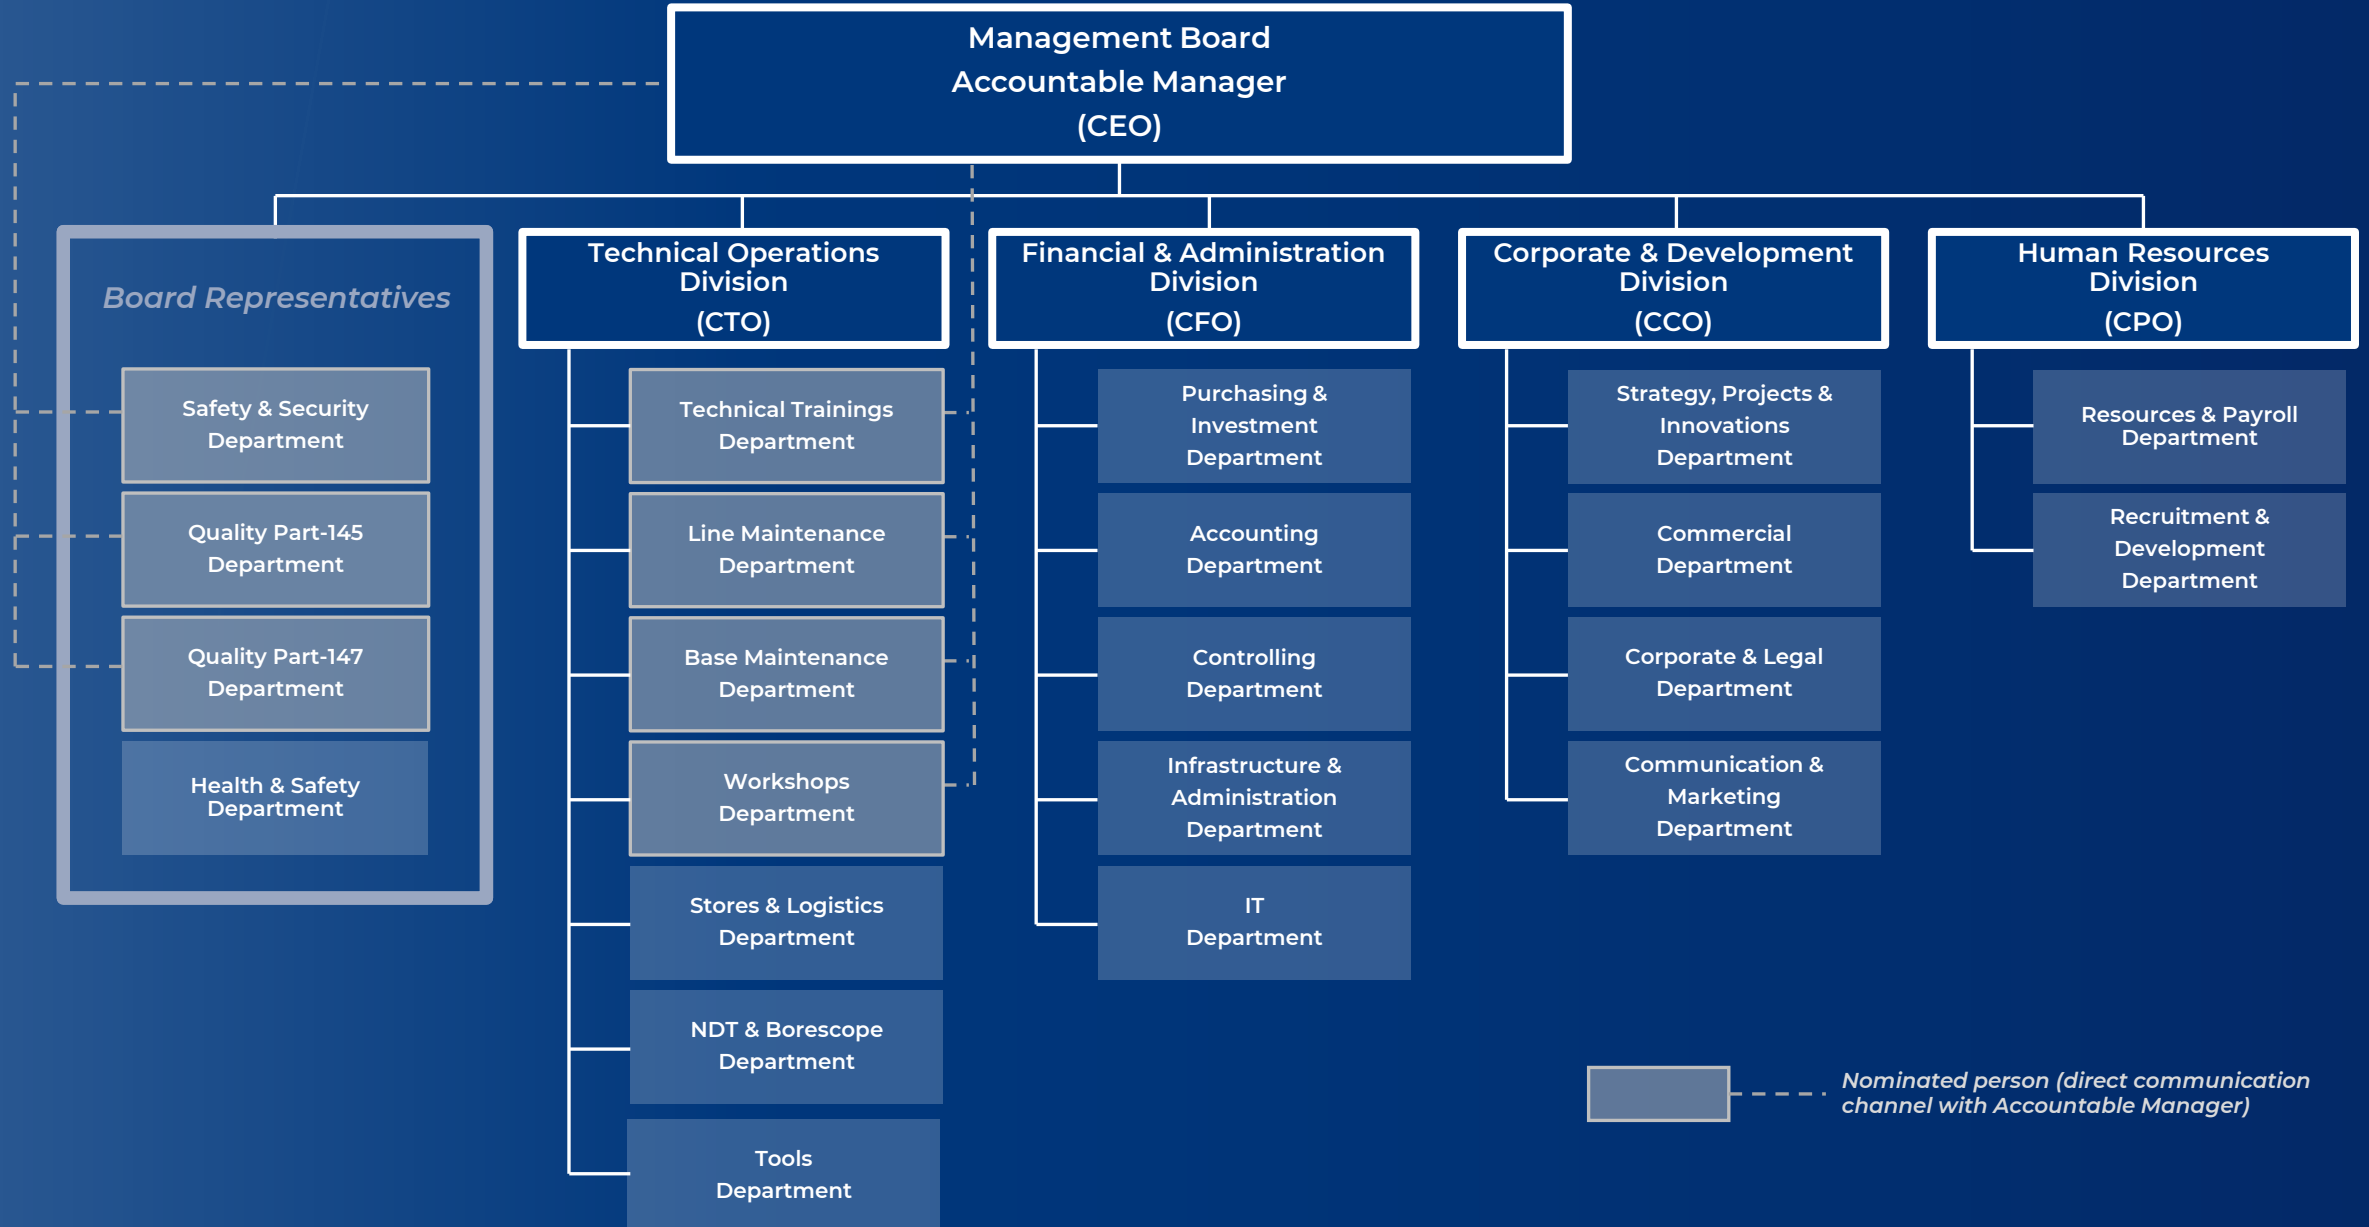 Management Board
Accountable Manager
(CEO)
Board Representatives
Safety & Security
Department
Quality Part-145
Department
Quality Part-147
Department
Health & Safety
Department
Technical Operations
Division
(CTO)
Technical Trainings
Department
Line Maintenance
Department
Base Maintenance
Department
Workshops
Department
Stores & Logistics
Department
NDT & Borescope
Department
Tools
Department
Financial & Administration
Division
(CFO)
Purchasing &
Investment
Department
Accounting
Department
Controlling
Department
Infrastructure &
Administration
Department
IT
Department
Corporate & Development
Division
(CCO)
Strategy, Projects &
Innovations
Department
Commercial
Department
Corporate & Legal
Department
Communication &
Marketing
Department
Human Resources
Division
(CPO)
Resources & Payroll
Department
Recruitment &
Development
Department
Nominated person (direct communication
channel with Accountable Manager)